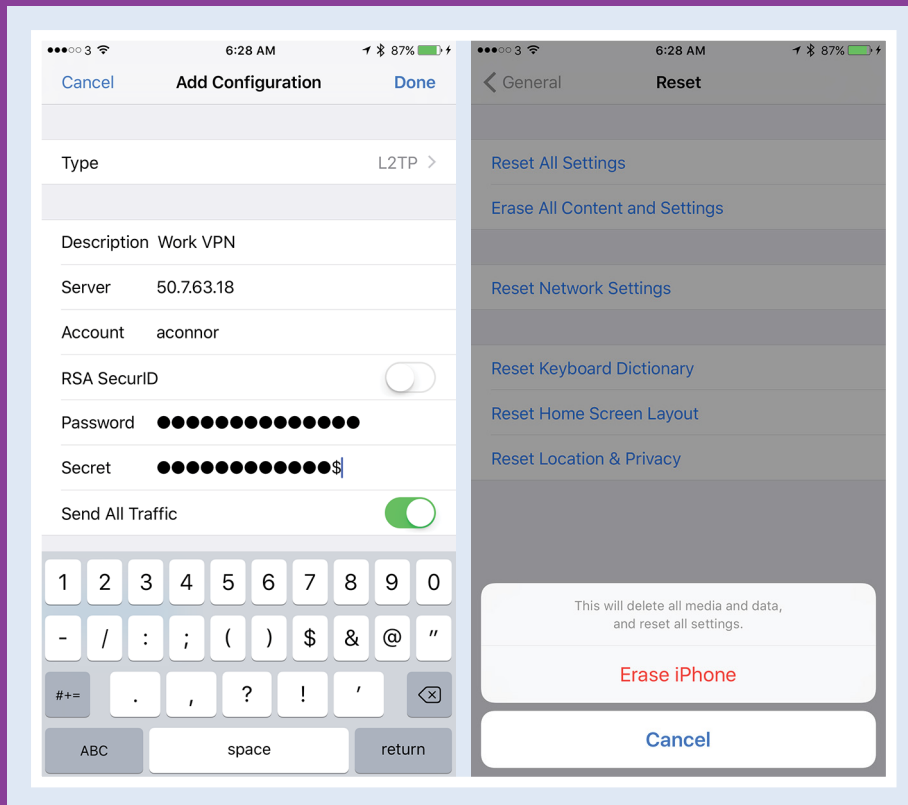 3 6:28 AM 87%
Cancel Add Configuration Done
Type L2TP
Description Work VPN
Server 50.7.63.18
Account aconnor
RSA SecurID
Password ●●●●●●●●●●●●●●
Secret ●●●●●●●●●●●●$
Send All Traffic
1 2 3 4 5 6 7 8 9 0
- / : ; ( ) $ & @ "
#+= . , ? ! '
ABC space return
3 6:28 AM 87%
General Reset
Reset All Settings
Erase All Content and Settings
Reset Network Settings
Reset Keyboard Dictionary
Reset Home Screen Layout
Reset Location & Privacy
This will delete all media and data,
and reset all settings.
Erase iPhone
Cancel